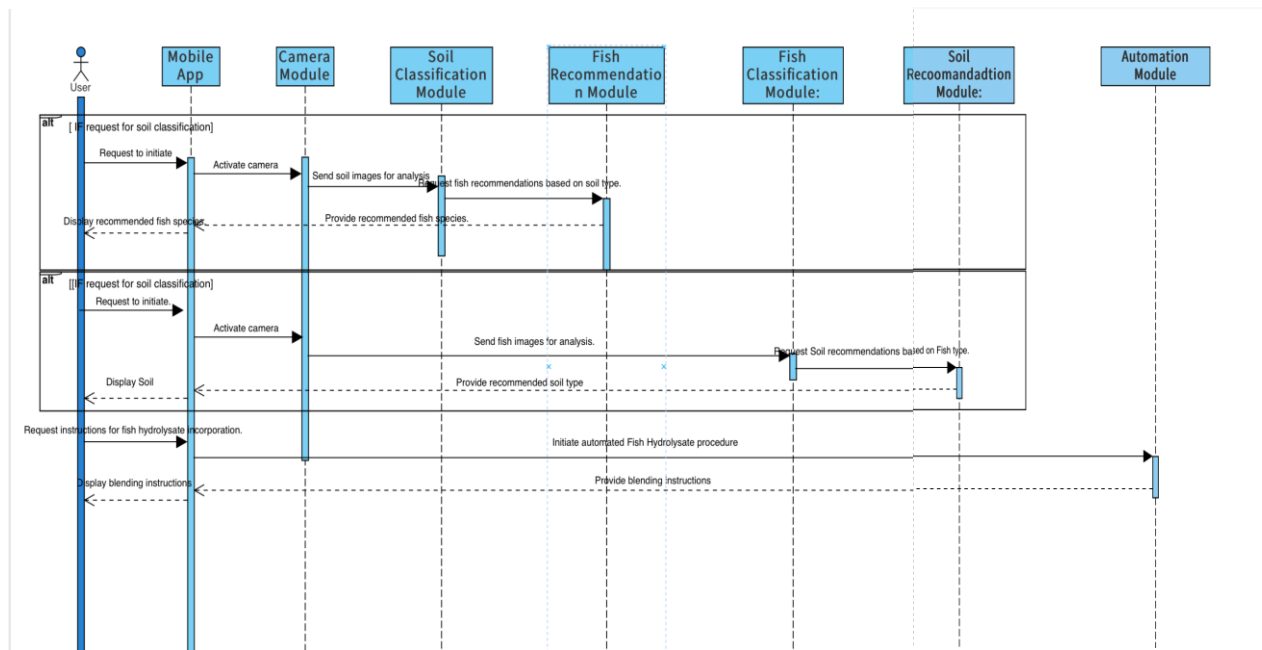 User
Mobile
App
Camera
Module
Soil
Classification
Module
Fish
Recommendatio
n Module
Fish
Classification
Module:
Soil
Recoomandadtion
Module:
Automation
Module
alt
[ IF request for soil classification]
Request to initiate
Activate camera
Send soil images for analysis
Request fish recommendations based on soil type.
Provide recommended fish species.
Display recommended fish species.
alt
[[IF request for soil classification]
Request to initiate.
Activate camera
Send fish images for analysis.
Request Soil recommendations based on Fish type.
Provide recommended soil type
Display Soil
Request instructions for fish hydrolysate incorporation.
Initiate automated Fish Hydrolysate procedure
Provide blending instructions
Display blending instructions